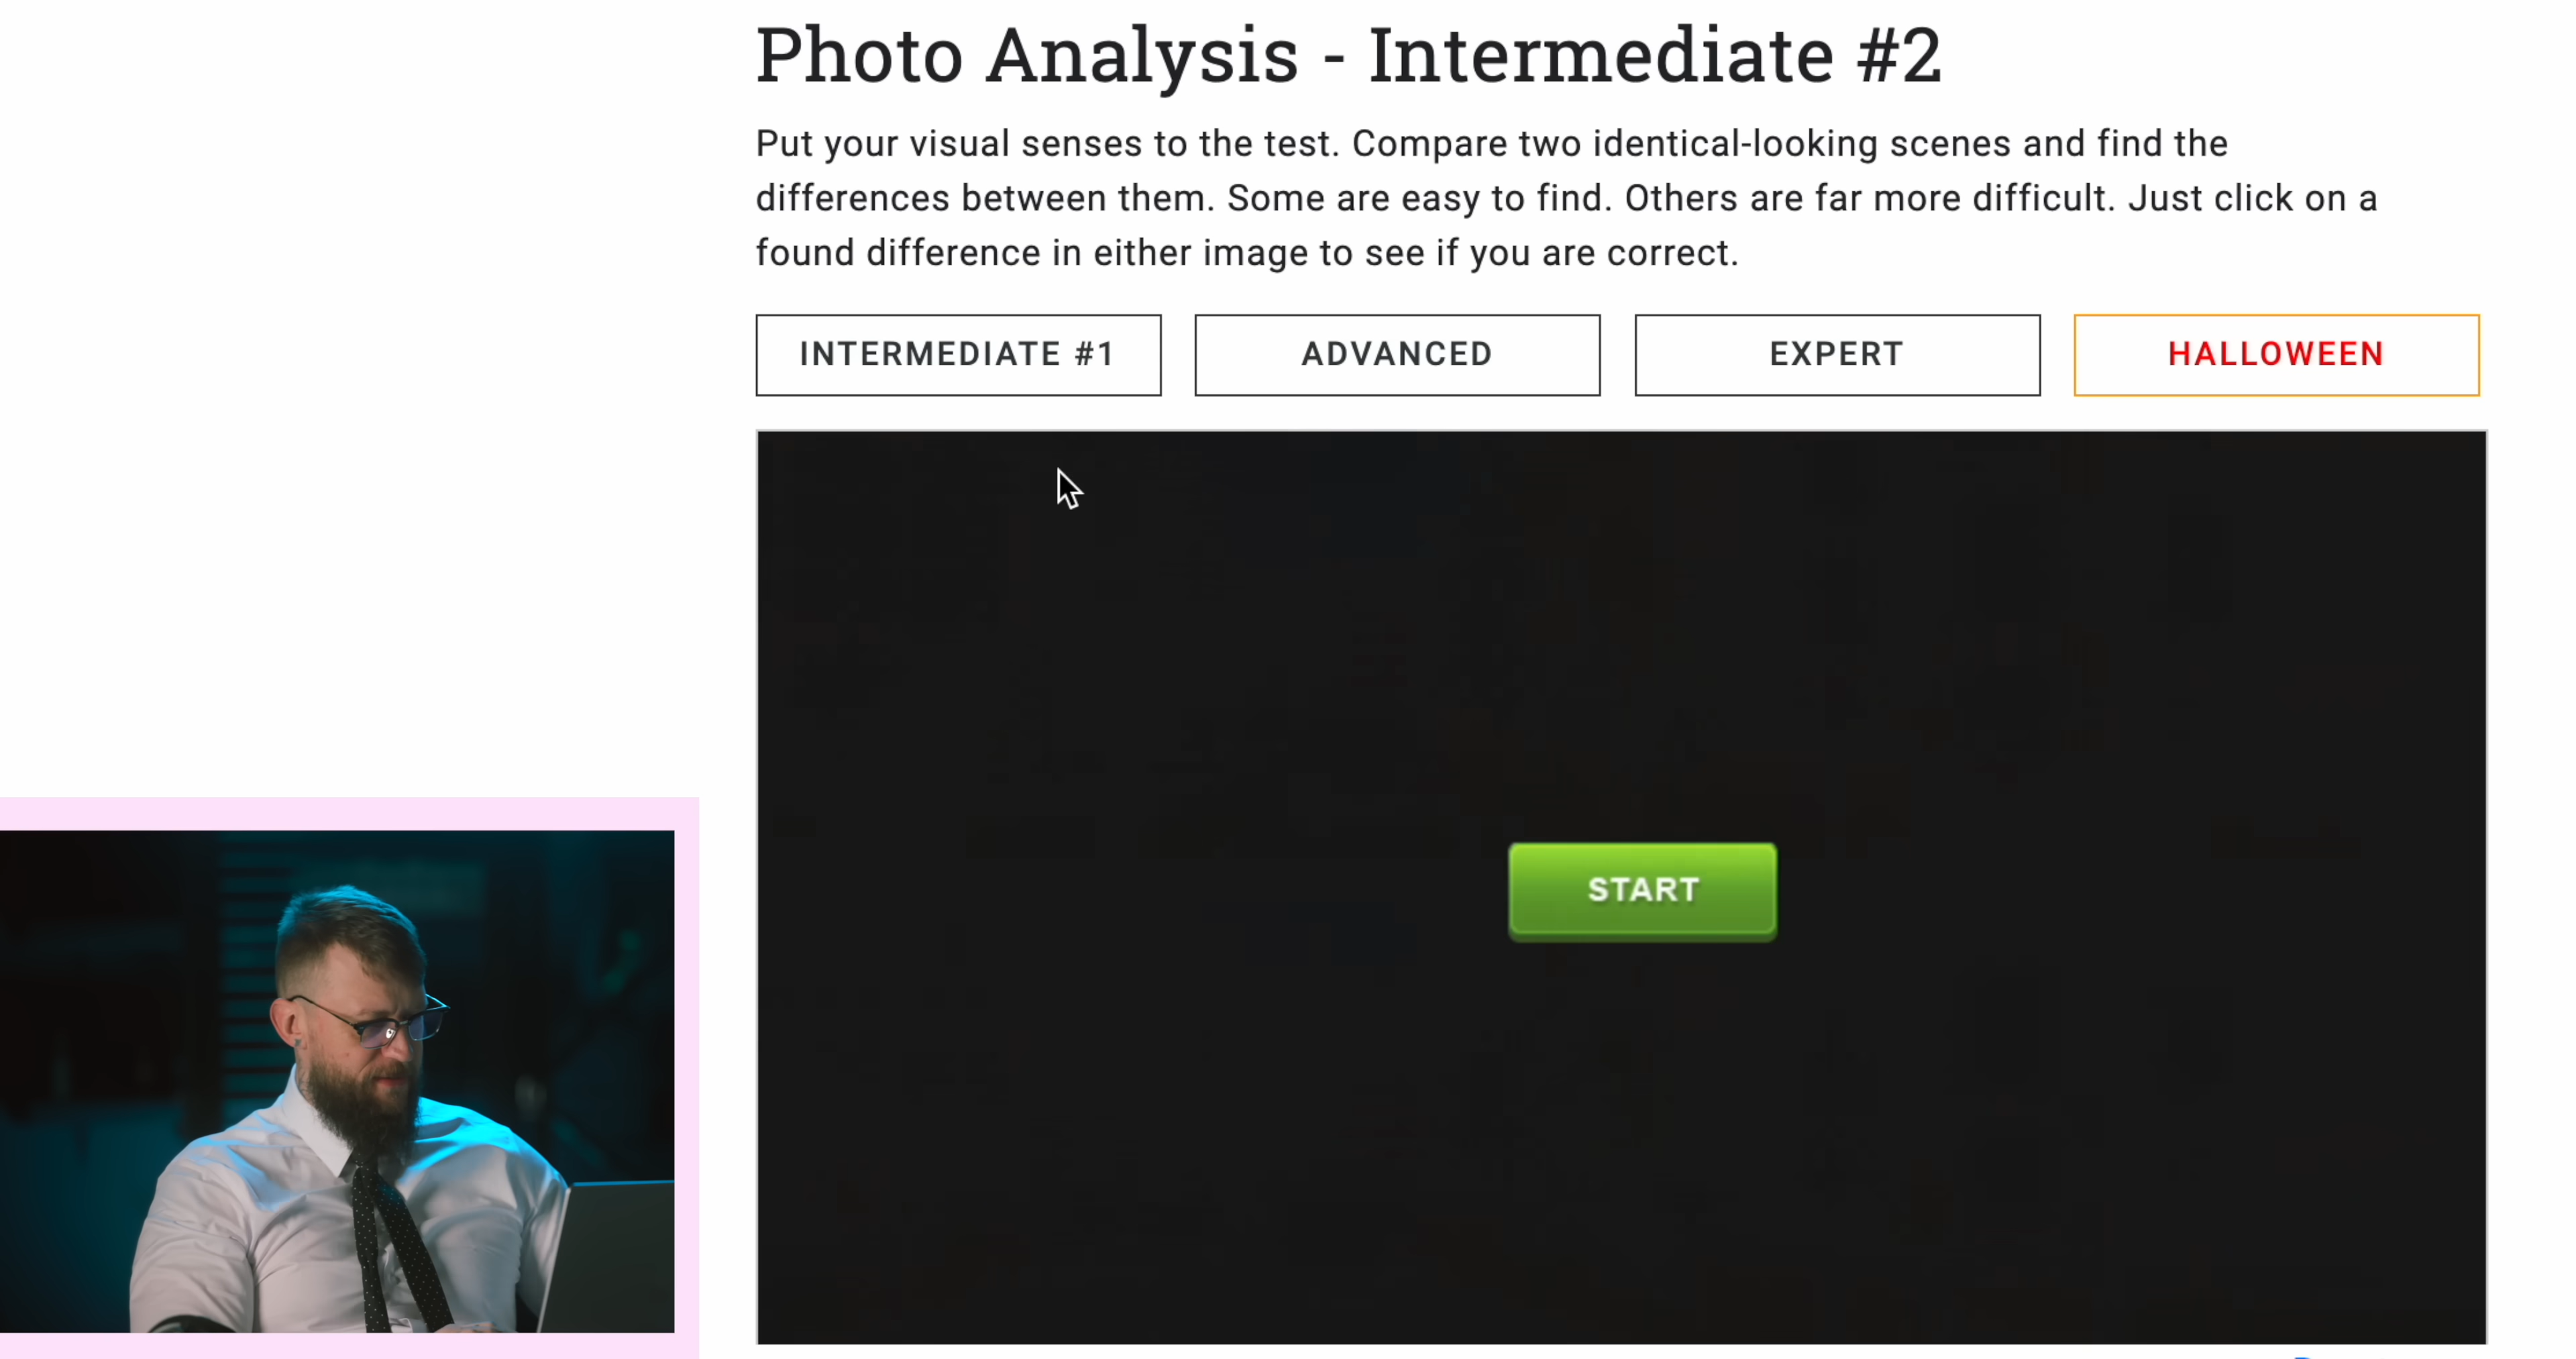 Photo Analysis - Intermediate #2
Put your visual senses to the test. Compare two identical-looking scenes and find the
differences between them. Some are easy to find. Others are far more difficult. Just click on a
found difference in either image to see if you are correct.
INTERMEDIATE #1
ADVANCED
EXPERT
HALLOWEEN
START